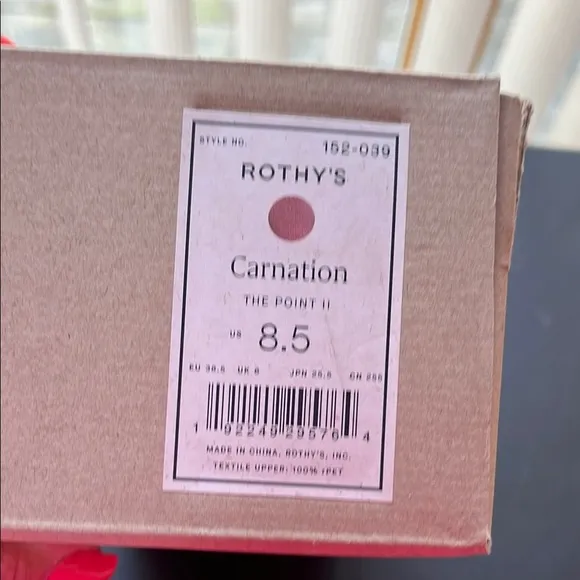 STYLE NO. 152-039
ROTHY'S
Carnation
THE POINT II
US 8.5
EU 38.5 UK 6 JPN 25.5 CN 255
1 92249 29576 4
MADE IN CHINA, ROTHY'S, INC.
TEXTILE UPPER: 100% rPET